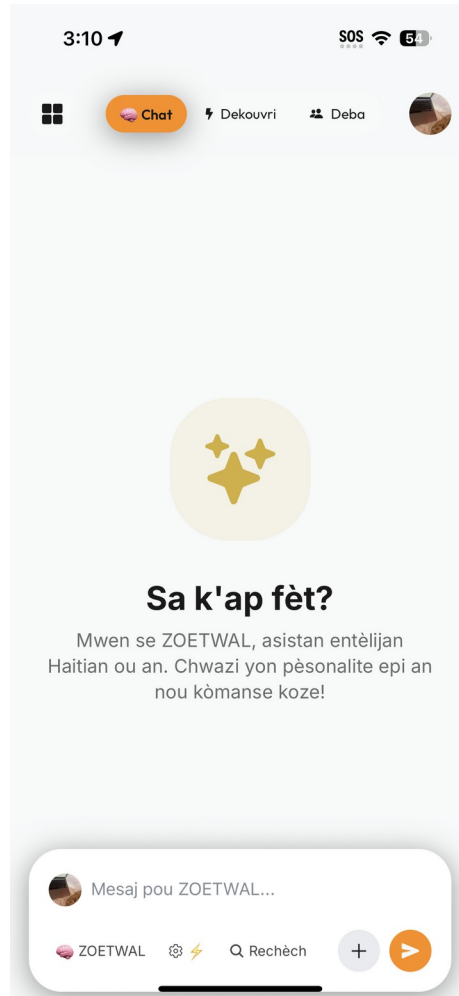 3:10
SOS
54
Chat
Dekouvri
Deba
Sa k'ap fèt?
Mwen se ZOETWAL, asistan entèlijan
Haitian ou an. Chwazi yon pèsonalite epi an
nou kòmanse koze!
Mesaj pou ZOETWAL...
ZOETWAL
Rechèch